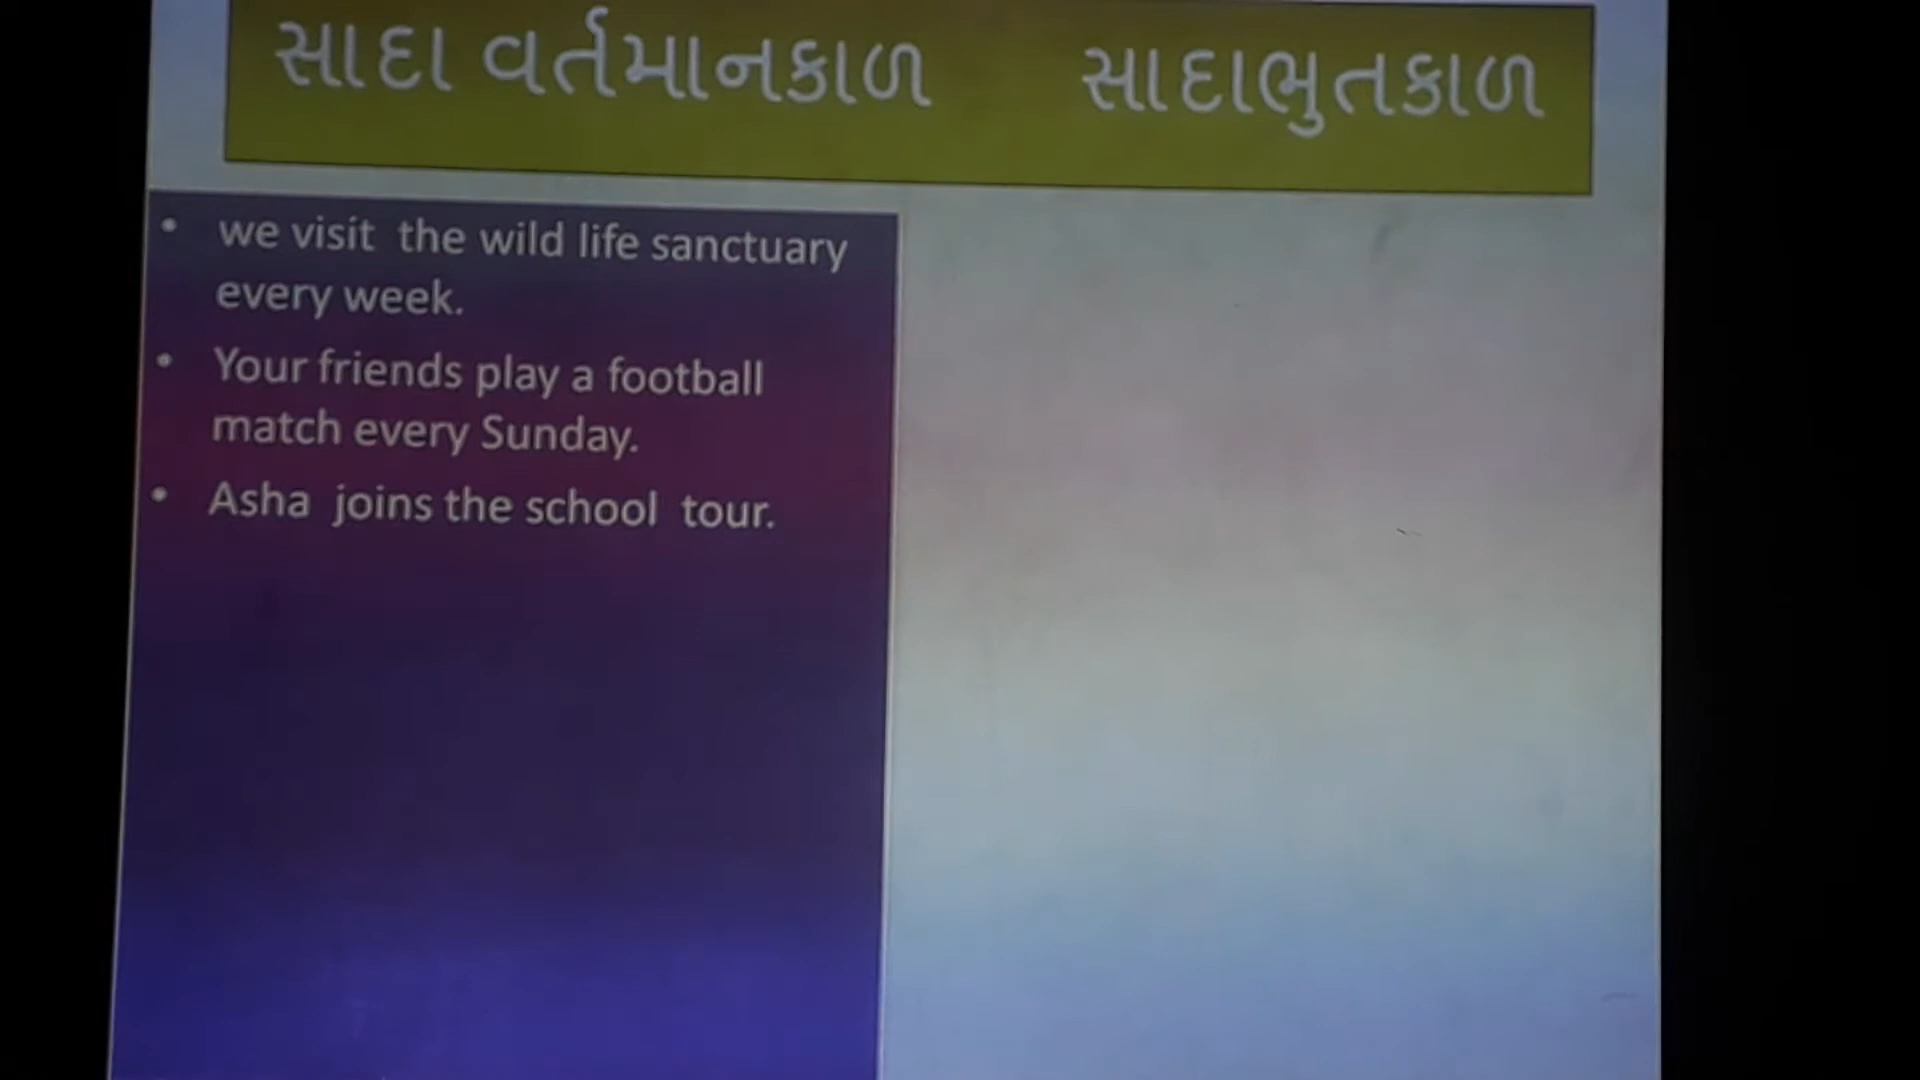 સાદા વર્તમાનકાળ સાદાભુતકાળ
• we visit the wild life sanctuary
every week.
• Your friends play a football
match every Sunday.
• Asha joins the school tour.